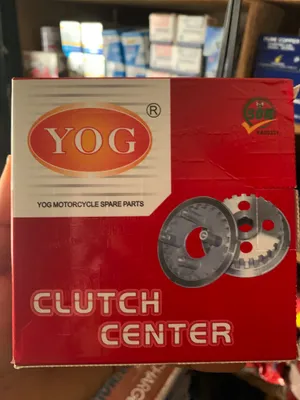 YOG ®
YOG MOTORCYCLE SPARE PARTS
CLUTCH
CENTER